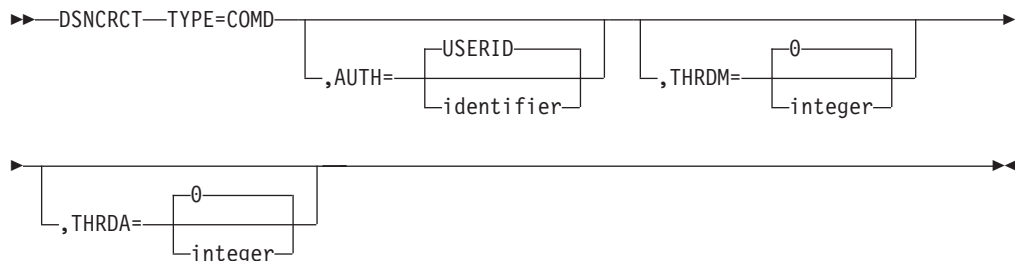 DSNCRCT TYPE=COMD
USERID 0
,AUTH= ,THRDM=
identifier integer
0
,THRDA=
integer